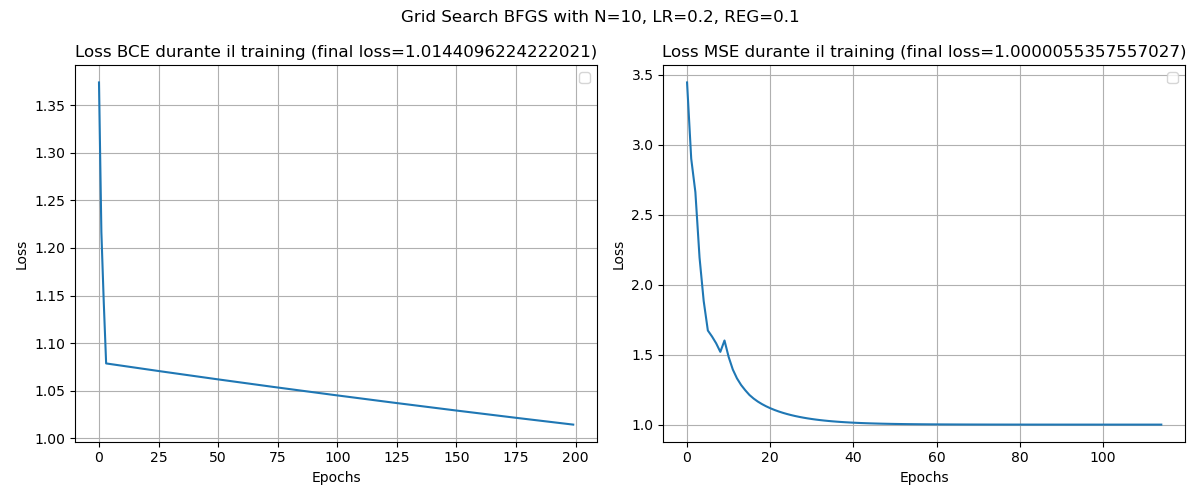 Grid Search BFGS with N=10, LR=0.2, REG=0.1
Loss BCE durante il training (final loss=1.0144096224222021)
1.35
1.30
1.25
1.20
1.15
1.10
1.05
1.00
Loss
0 25 50 75 100 125 150 175 200
Epochs
Loss MSE durante il training (final loss=1.0000055357557027)
3.5
3.0
2.5
2.0
1.5
1.0
Loss
0 20 40 60 80 100
Epochs